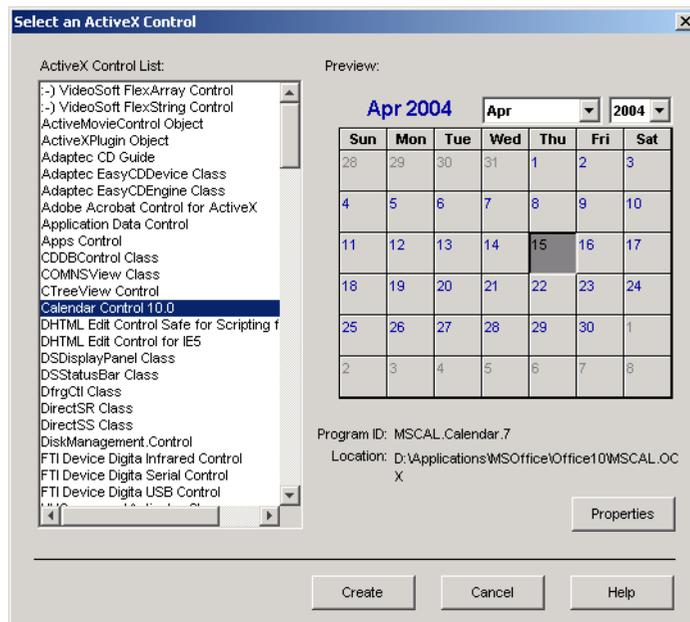 Select an ActiveX Control
ActiveX Control List:
:-) VideoSoft FlexArray Control
:-) VideoSoft FlexString Control
ActiveMovieControl Object
ActiveXPlugin Object
Adaptec CD Guide
Adaptec EasyCDDevice Class
Adaptec EasyCDEngine Class
Adobe Acrobat Control for ActiveX
Application Data Control
Apps Control
CDDBControl Class
COMNSView Class
CTreeView Control
Calendar Control 10.0
DHTML Edit Control Safe for Scripting f
DHTML Edit Control for IE5
DSDisplayPanel Class
DSStatusBar Class
DfrgCtl Class
DirectSR Class
DirectSS Class
DiskManagement.Control
FTI Device Digita Infrared Control
FTI Device Digita Serial Control
FTI Device Digita USB Control
Preview:
Apr 2004 Apr 2004
Sun Mon Tue Wed Thu Fri Sat
28 29 30 31 1 2 3
4 5 6 7 8 9 10
11 12 13 14 15 16 17
18 19 20 21 22 23 24
25 26 27 28 29 30 1
2 3 4 5 6 7 8
Program ID: MSCAL.Calendar.7
Location: D:\Applications\MSOffice\Office10\MSCAL.OC
X
Properties
Create Cancel Help